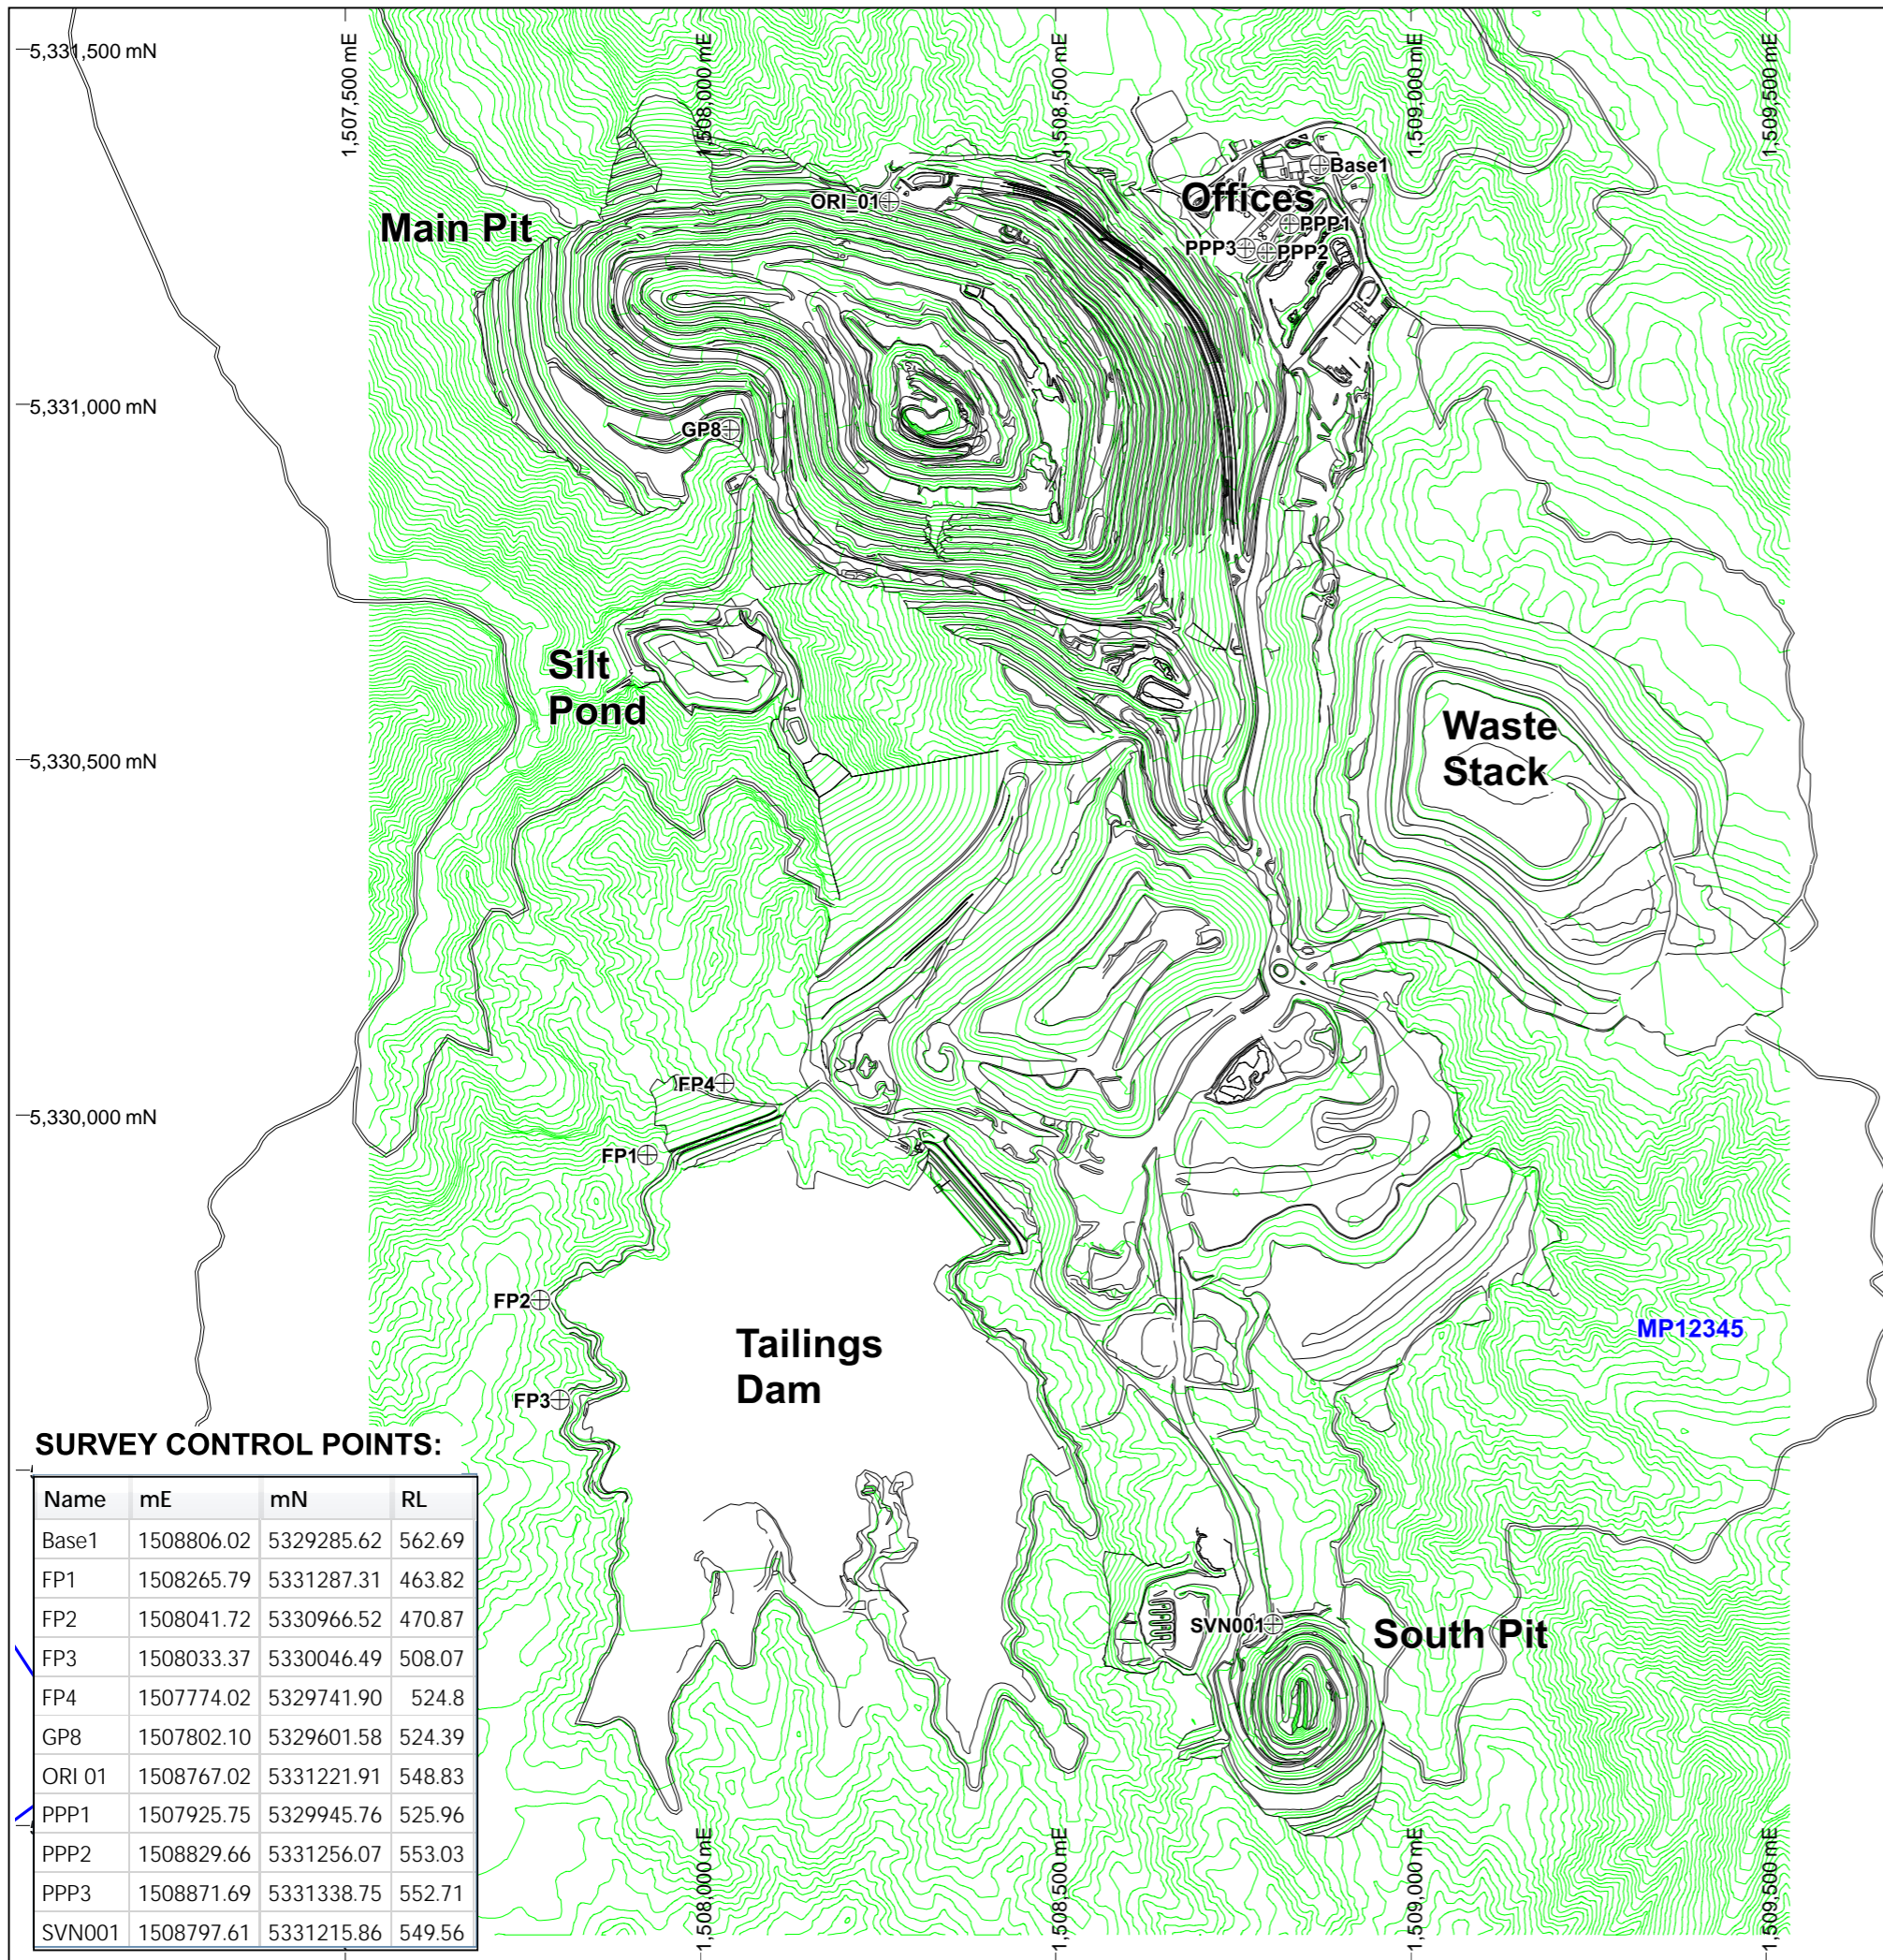 5,331,500 mN
1,507,500 mE
1,508,000 mE
1,508,500 mE
1,509,000 mE
1,509,500 mE
Base1
Offices
ORI_01
Main Pit
PPP1
PPP3
PPP2
5,331,000 mN
GP8
Silt
Pond
Waste
Stack
5,330,500 mN
FP4
5,330,000 mN
FP1
FP2
MP12345
Tailings
Dam
FP3
SURVEY CONTROL POINTS:
Name mE mN RL
Base1 1508806.02 5329285.62 562.69
FP1 1508265.79 5331287.31 463.82
FP2 1508041.72 5330966.52 470.87
FP3 1508033.37 5330046.49 508.07
FP4 1507774.02 5329741.90 524.8
GP8 1507802.10 5329601.58 524.39
ORI 01 1508767.02 5331221.91 548.83
PPP1 1507925.75 5329945.76 525.96
PPP2 1508829.66 5331256.07 553.03
PPP3 1508871.69 5331338.75 552.71
SVN001 1508797.61 5331215.86 549.56
SVN001
South Pit
1,508,000 mE
1,508,500 mE
1,509,000 mE
1,509,500 mE